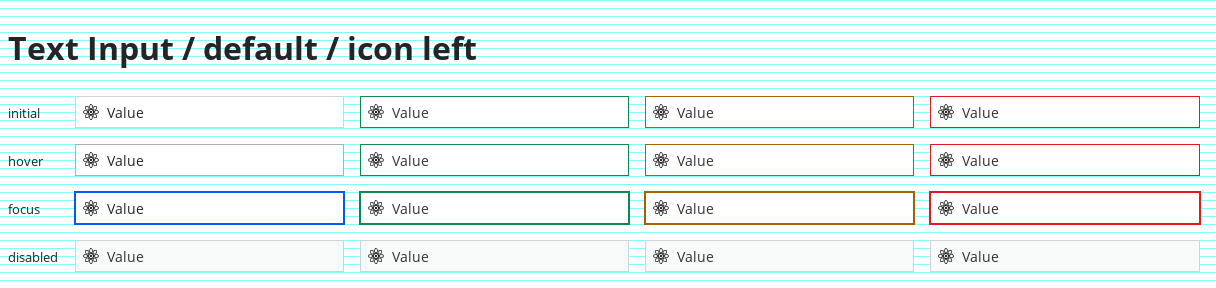 Text Input / default / icon left
initial Value Value Value Value
hover Value Value Value Value
focus Value Value Value Value
disabled Value Value Value Value